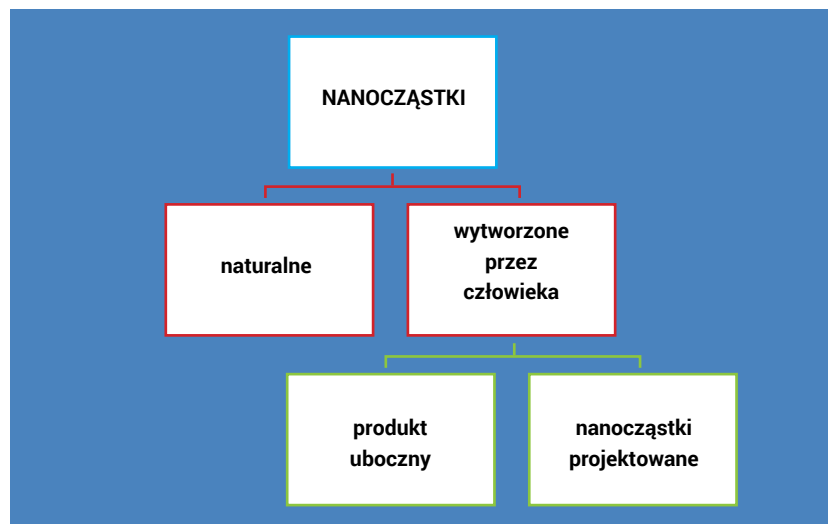 NANOCZĄSTKI
naturalne
wytworzone
przez
człowieka
produkt
uboczny
nanocząstki
projektowane